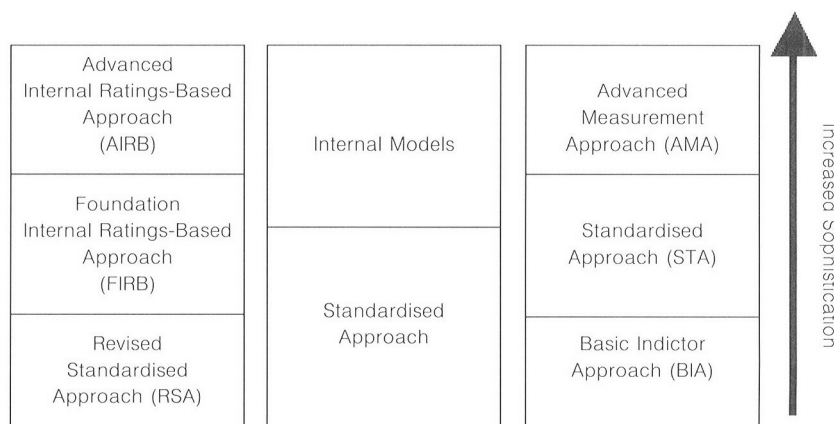 Advanced
Internal Ratings-Based
Approach
(AIRB)
Foundation
Internal Ratings-Based
Approach
(FIRB)
Revised
Standardised
Approach (RSA)
Internal Models
Standardised
Approach
Advanced
Measurement
Approach (AMA)
Standardised
Approach (STA)
Basic Indictor
Approach (BIA)
Increased Sophistication